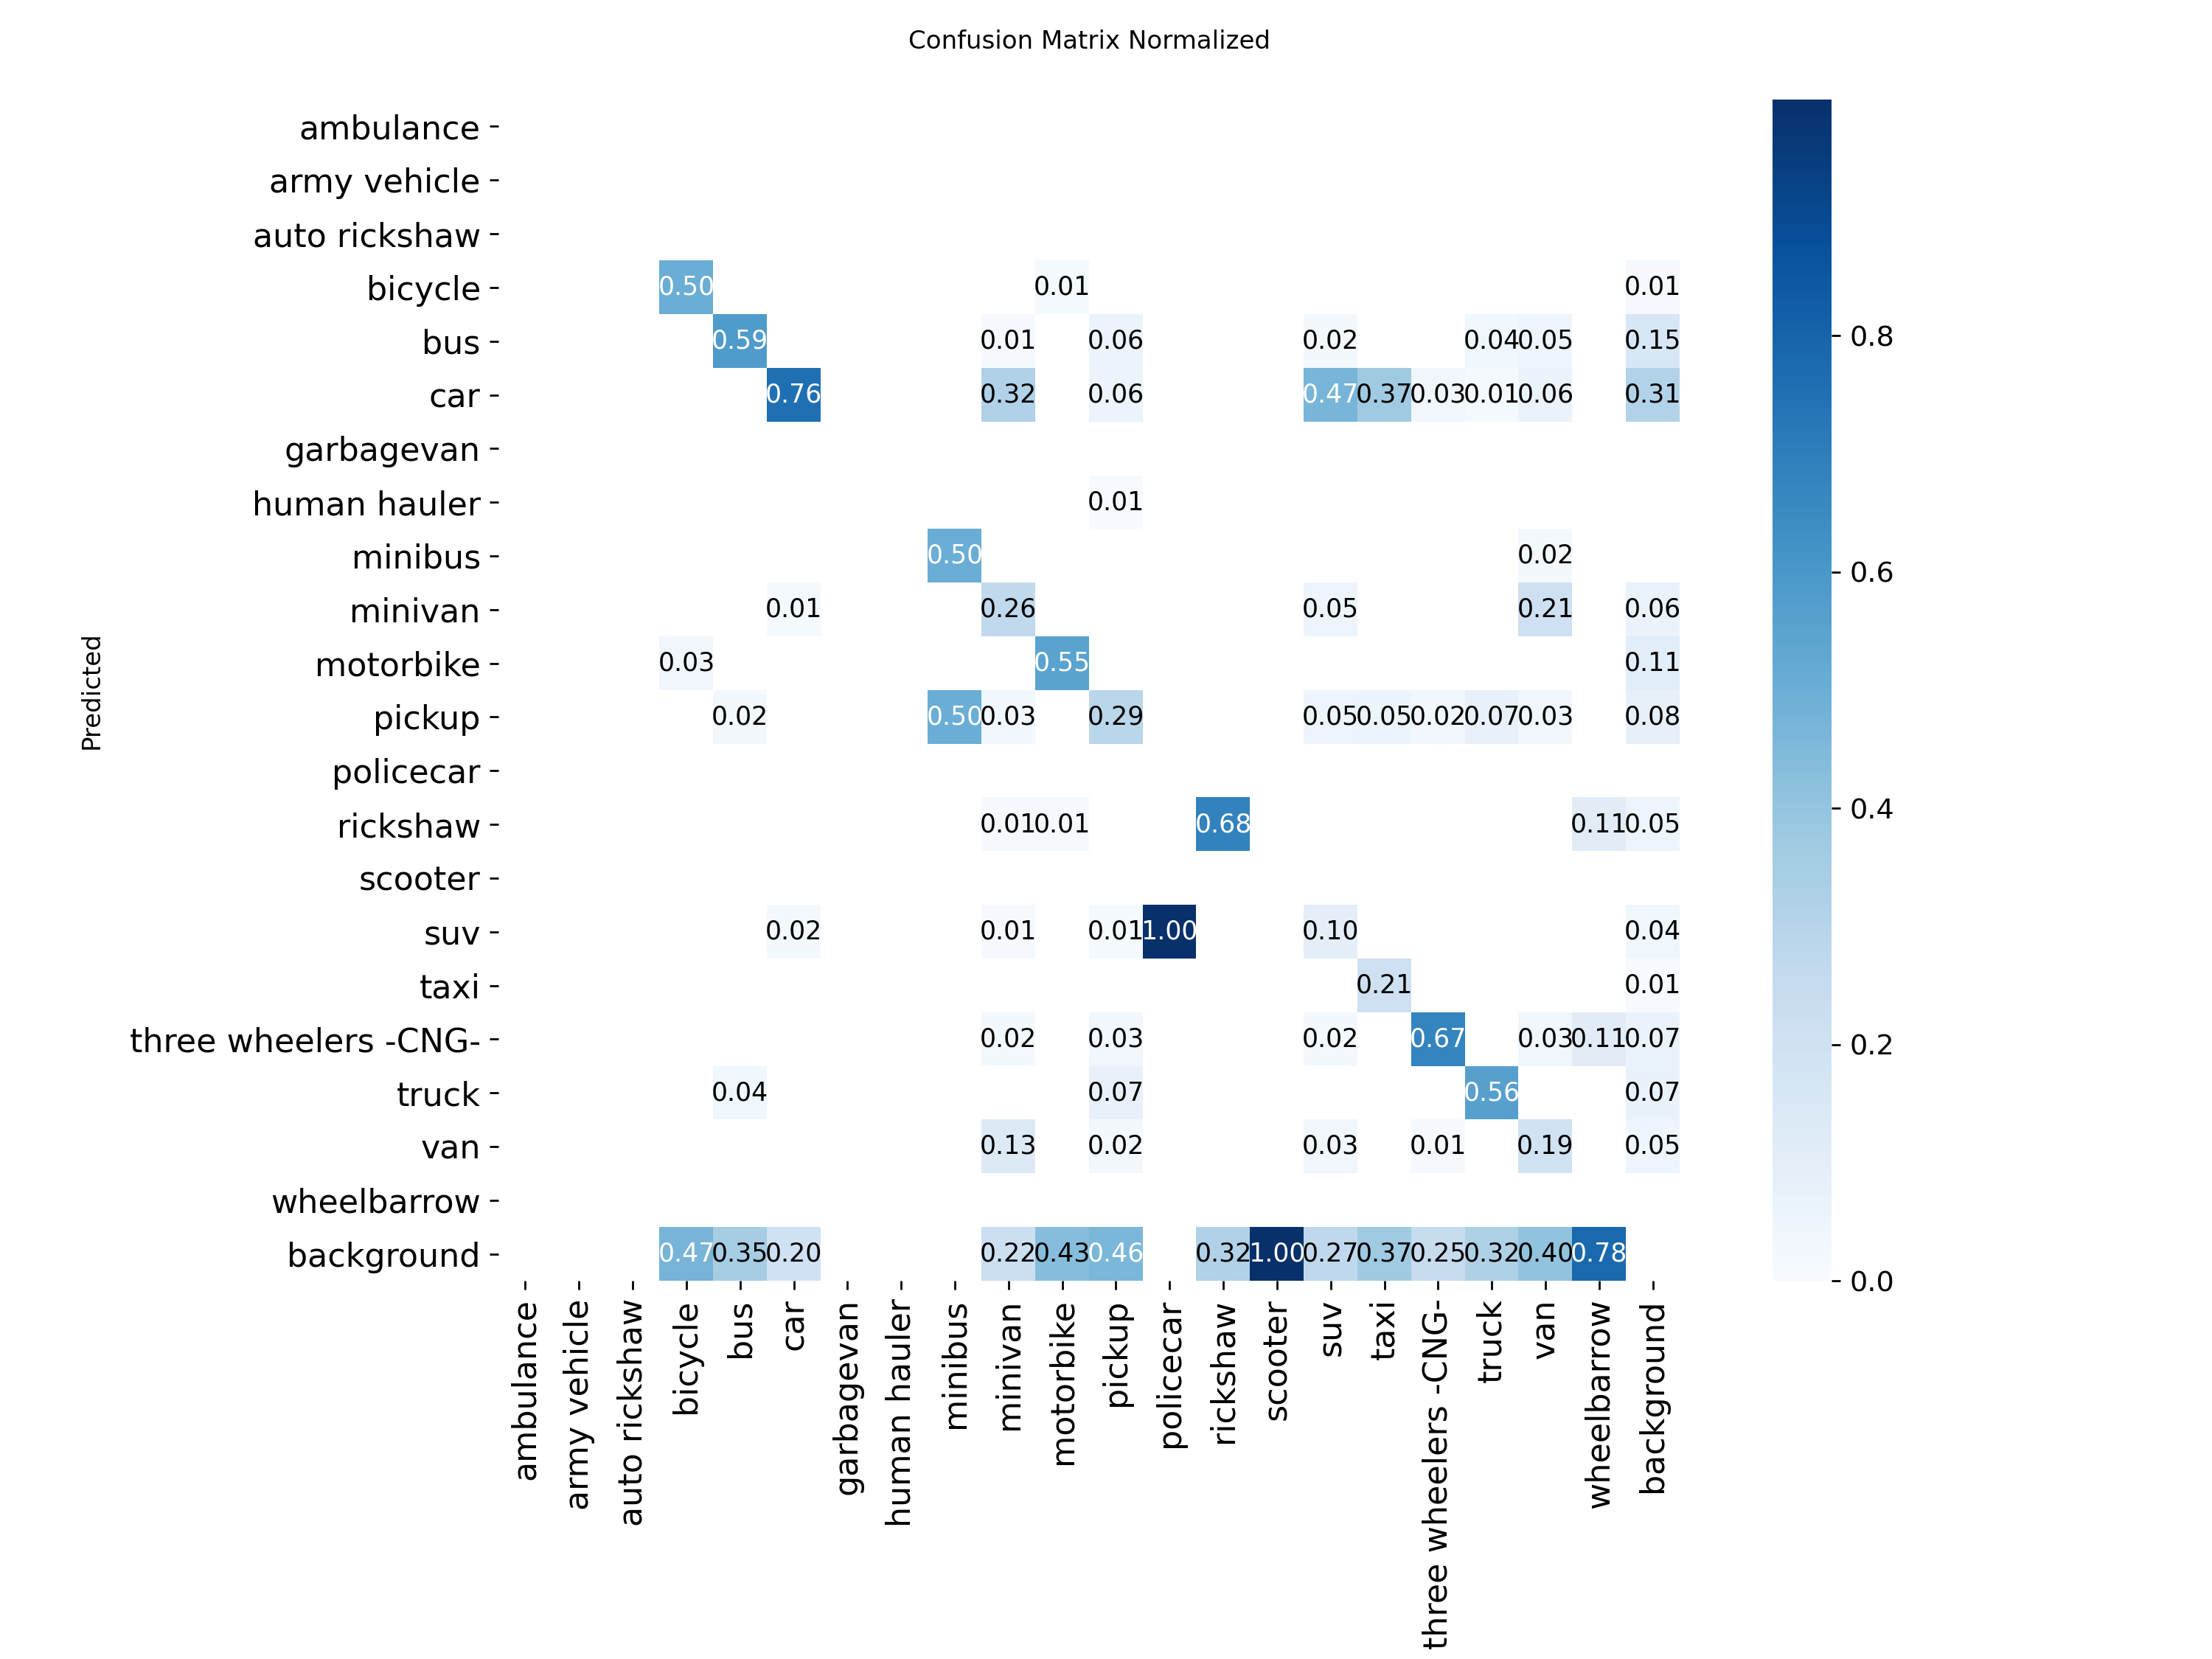 Confusion Matrix Normalized
ambulance
army vehicle
auto rickshaw
bicycle 0.50 0.01 0.01
bus 0.59 0.01 0.06 0.02 0.04 0.05 0.15 0.8
car 0.76 0.32 0.06 0.47 0.37 0.03 0.01 0.06 0.31
garbagevan
human hauler 0.01
minibus 0.50 0.02 0.6
minivan 0.01 0.26 0.05 0.21 0.06
motorbike 0.03 0.55 0.11
Predicted
pickup 0.02 0.50 0.03 0.29 0.05 0.05 0.02 0.07 0.03 0.08
policecar
rickshaw 0.01 0.01 0.68 0.11 0.05 0.4
scooter
suv 0.02 0.01 0.01 1.00 0.10 0.04
taxi 0.21 0.01
three wheelers -CNG- 0.02 0.03 0.02 0.67 0.03 0.11 0.07 0.2
truck 0.04 0.07 0.56 0.07
van 0.13 0.02 0.03 0.01 0.19 0.05
wheelbarrow
background 0.47 0.35 0.20 0.22 0.43 0.46 0.32 1.00 0.27 0.37 0.25 0.32 0.40 0.78 0.0
ambulance
army vehicle
auto rickshaw
bicycle
bus
car
garbagevan
human hauler
minibus
minivan
motorbike
pickup
policecar
rickshaw
scooter
suv
taxi
three wheelers -CNG-
truck
van
wheelbarrow
background